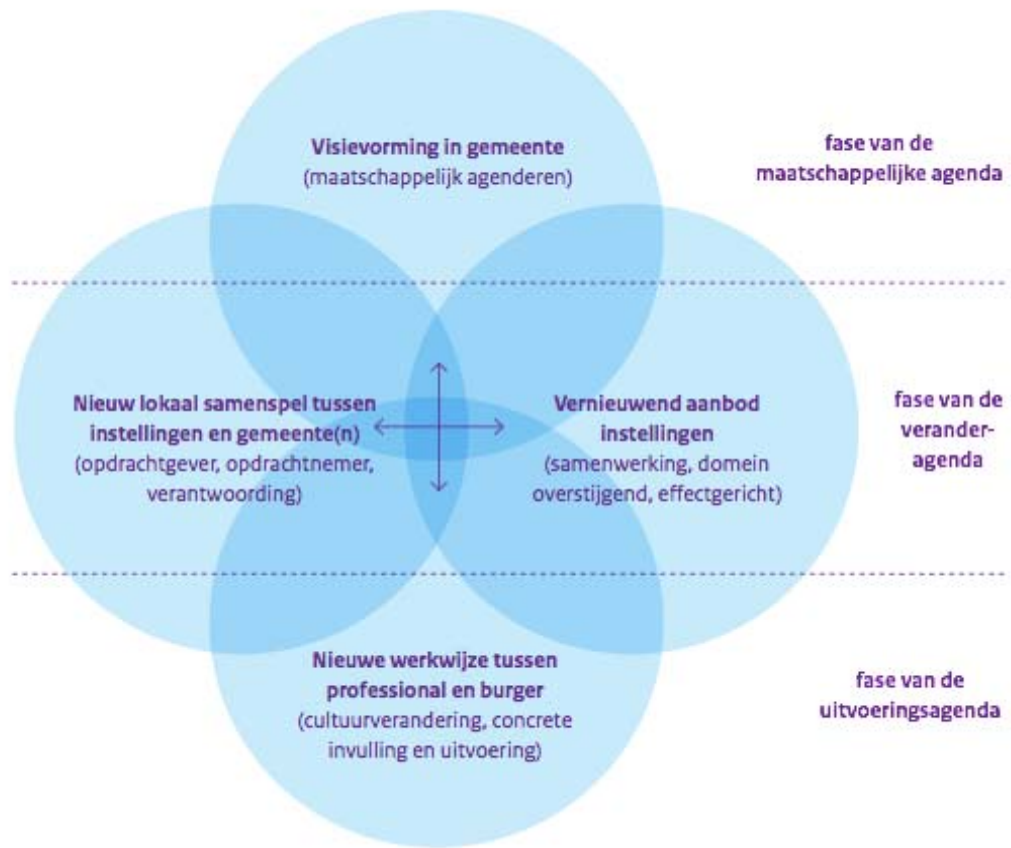 Visievorming in gemeente
(maatschappelijk agenderen)
fase van de
maatschappelijke agenda
Nieuw lokaal samenspel tussen
instellingen en gemeente(n)
(opdrachtgever, opdrachtnemer,
verantwoording)
Vernieuwend aanbod
instellingen
(samenwerking, domein
overstijgend, effectgericht)
fase van de
verander-
agenda
Nieuwe werkwijze tussen
professional en burger
(cultuurverandering, concrete
invulling en uitvoering)
fase van de
uitvoeringsagenda